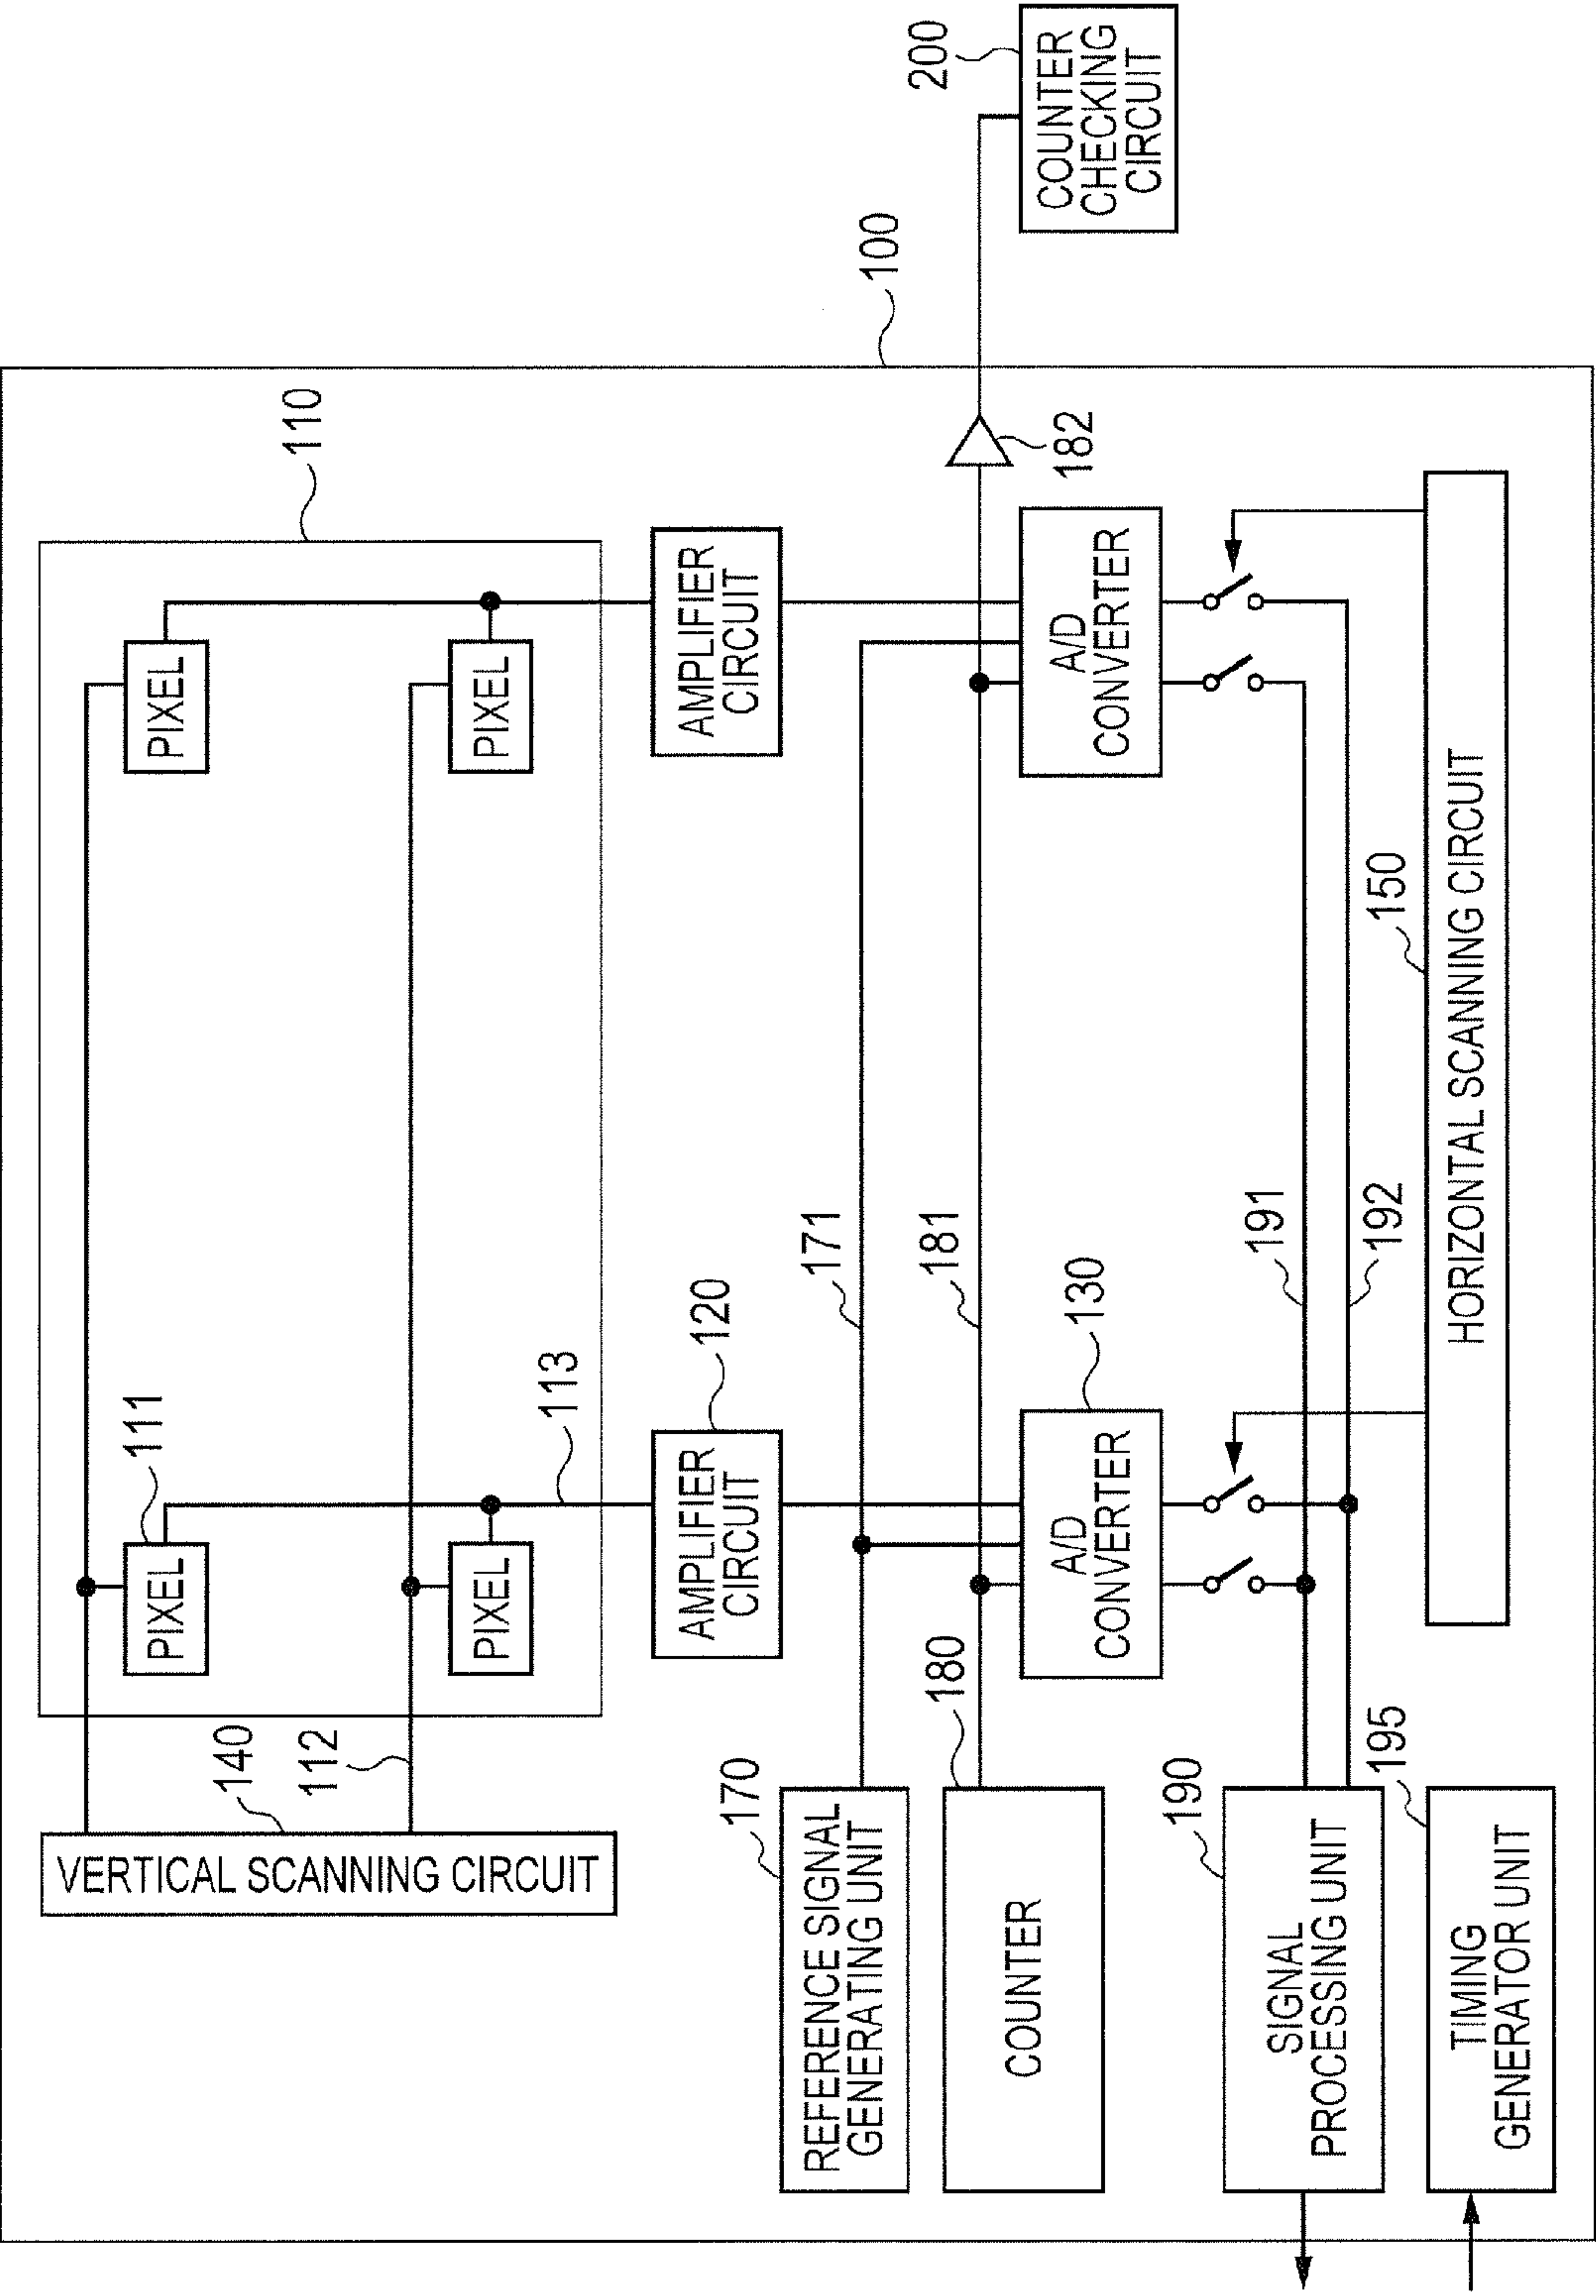 100
110
140
VERTICAL SCANNING CIRCUIT
112
111
PIXEL
PIXEL
PIXEL
PIXEL
113
120
AMPLIFIER
CIRCUIT
AMPLIFIER
CIRCUIT
170
REFERENCE SIGNAL
GENERATING UNIT
171
180
COUNTER
181
182
200
COUNTER
CHECKING
CIRCUIT
130
A/D
CONVERTER
A/D
CONVERTER
190
SIGNAL
PROCESSING UNIT
191
192
195
TIMING
GENERATOR UNIT
150
HORIZONTAL SCANNING CIRCUIT